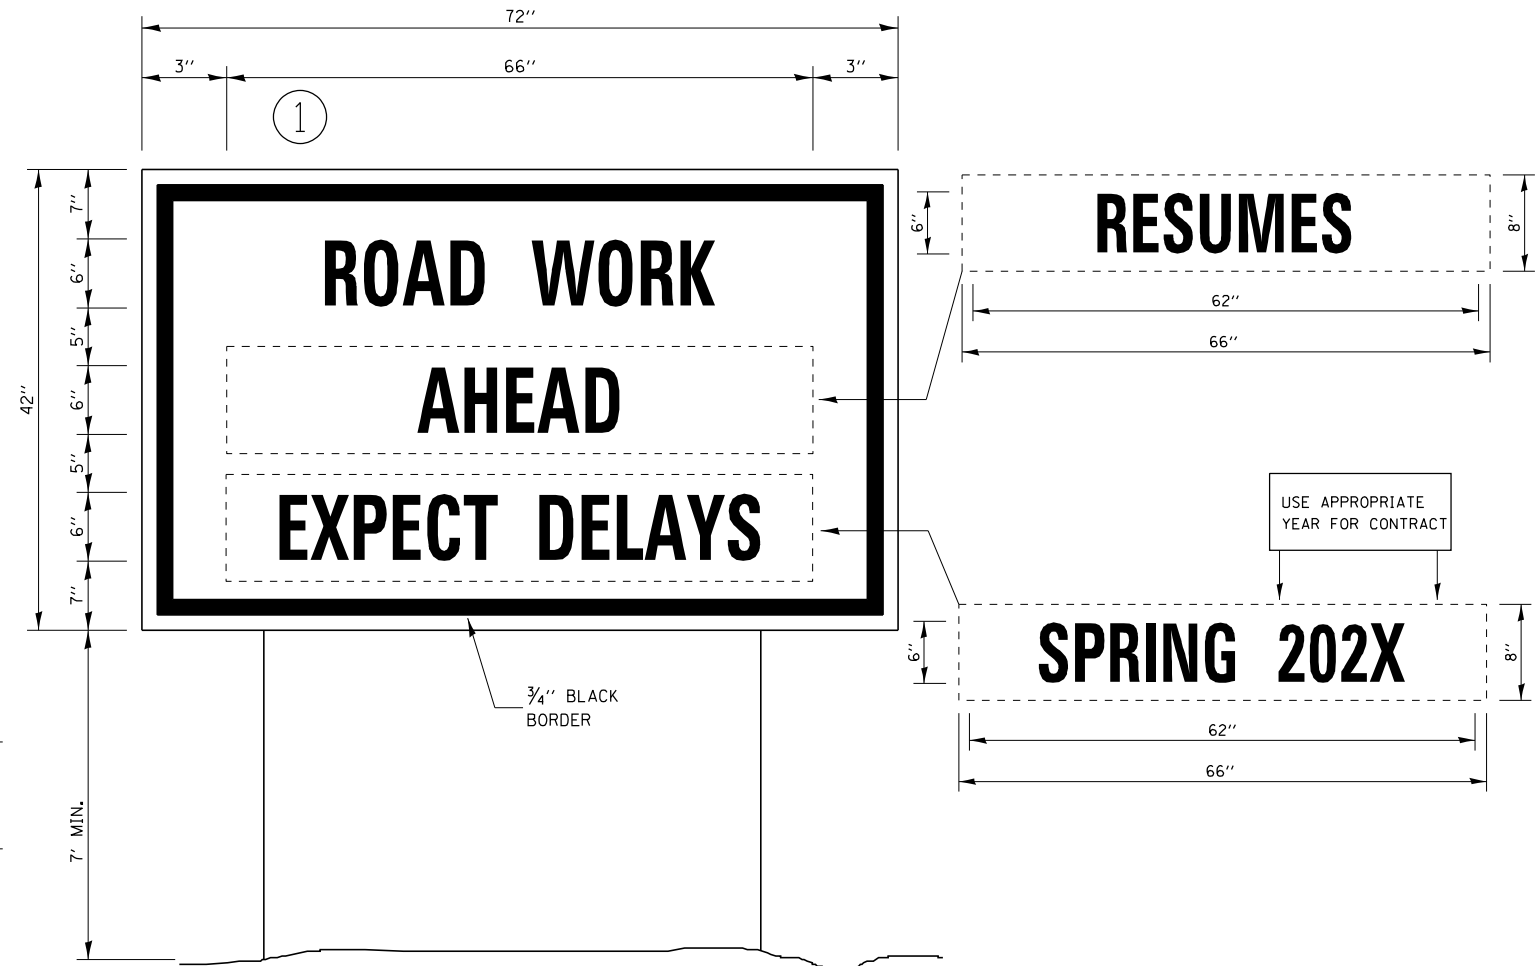 72''
3'' 66'' 3''
1
7''
6''
5''
6''
5''
6''
7''
42''
7' MIN.
ROAD WORK
AHEAD
EXPECT DELAYS
3/4'' BLACK
BORDER
6''
RESUMES
8''
62''
66''
USE APPROPRIATE
YEAR FOR CONTRACT
6''
SPRING 202X
8''
62''
66''